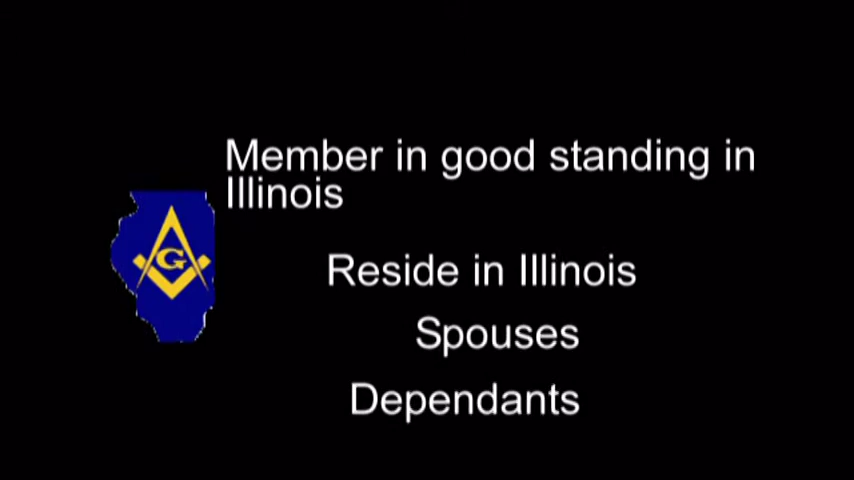 Member in good standing in
Illinois
G
Reside in Illinois
Spouses
Dependants